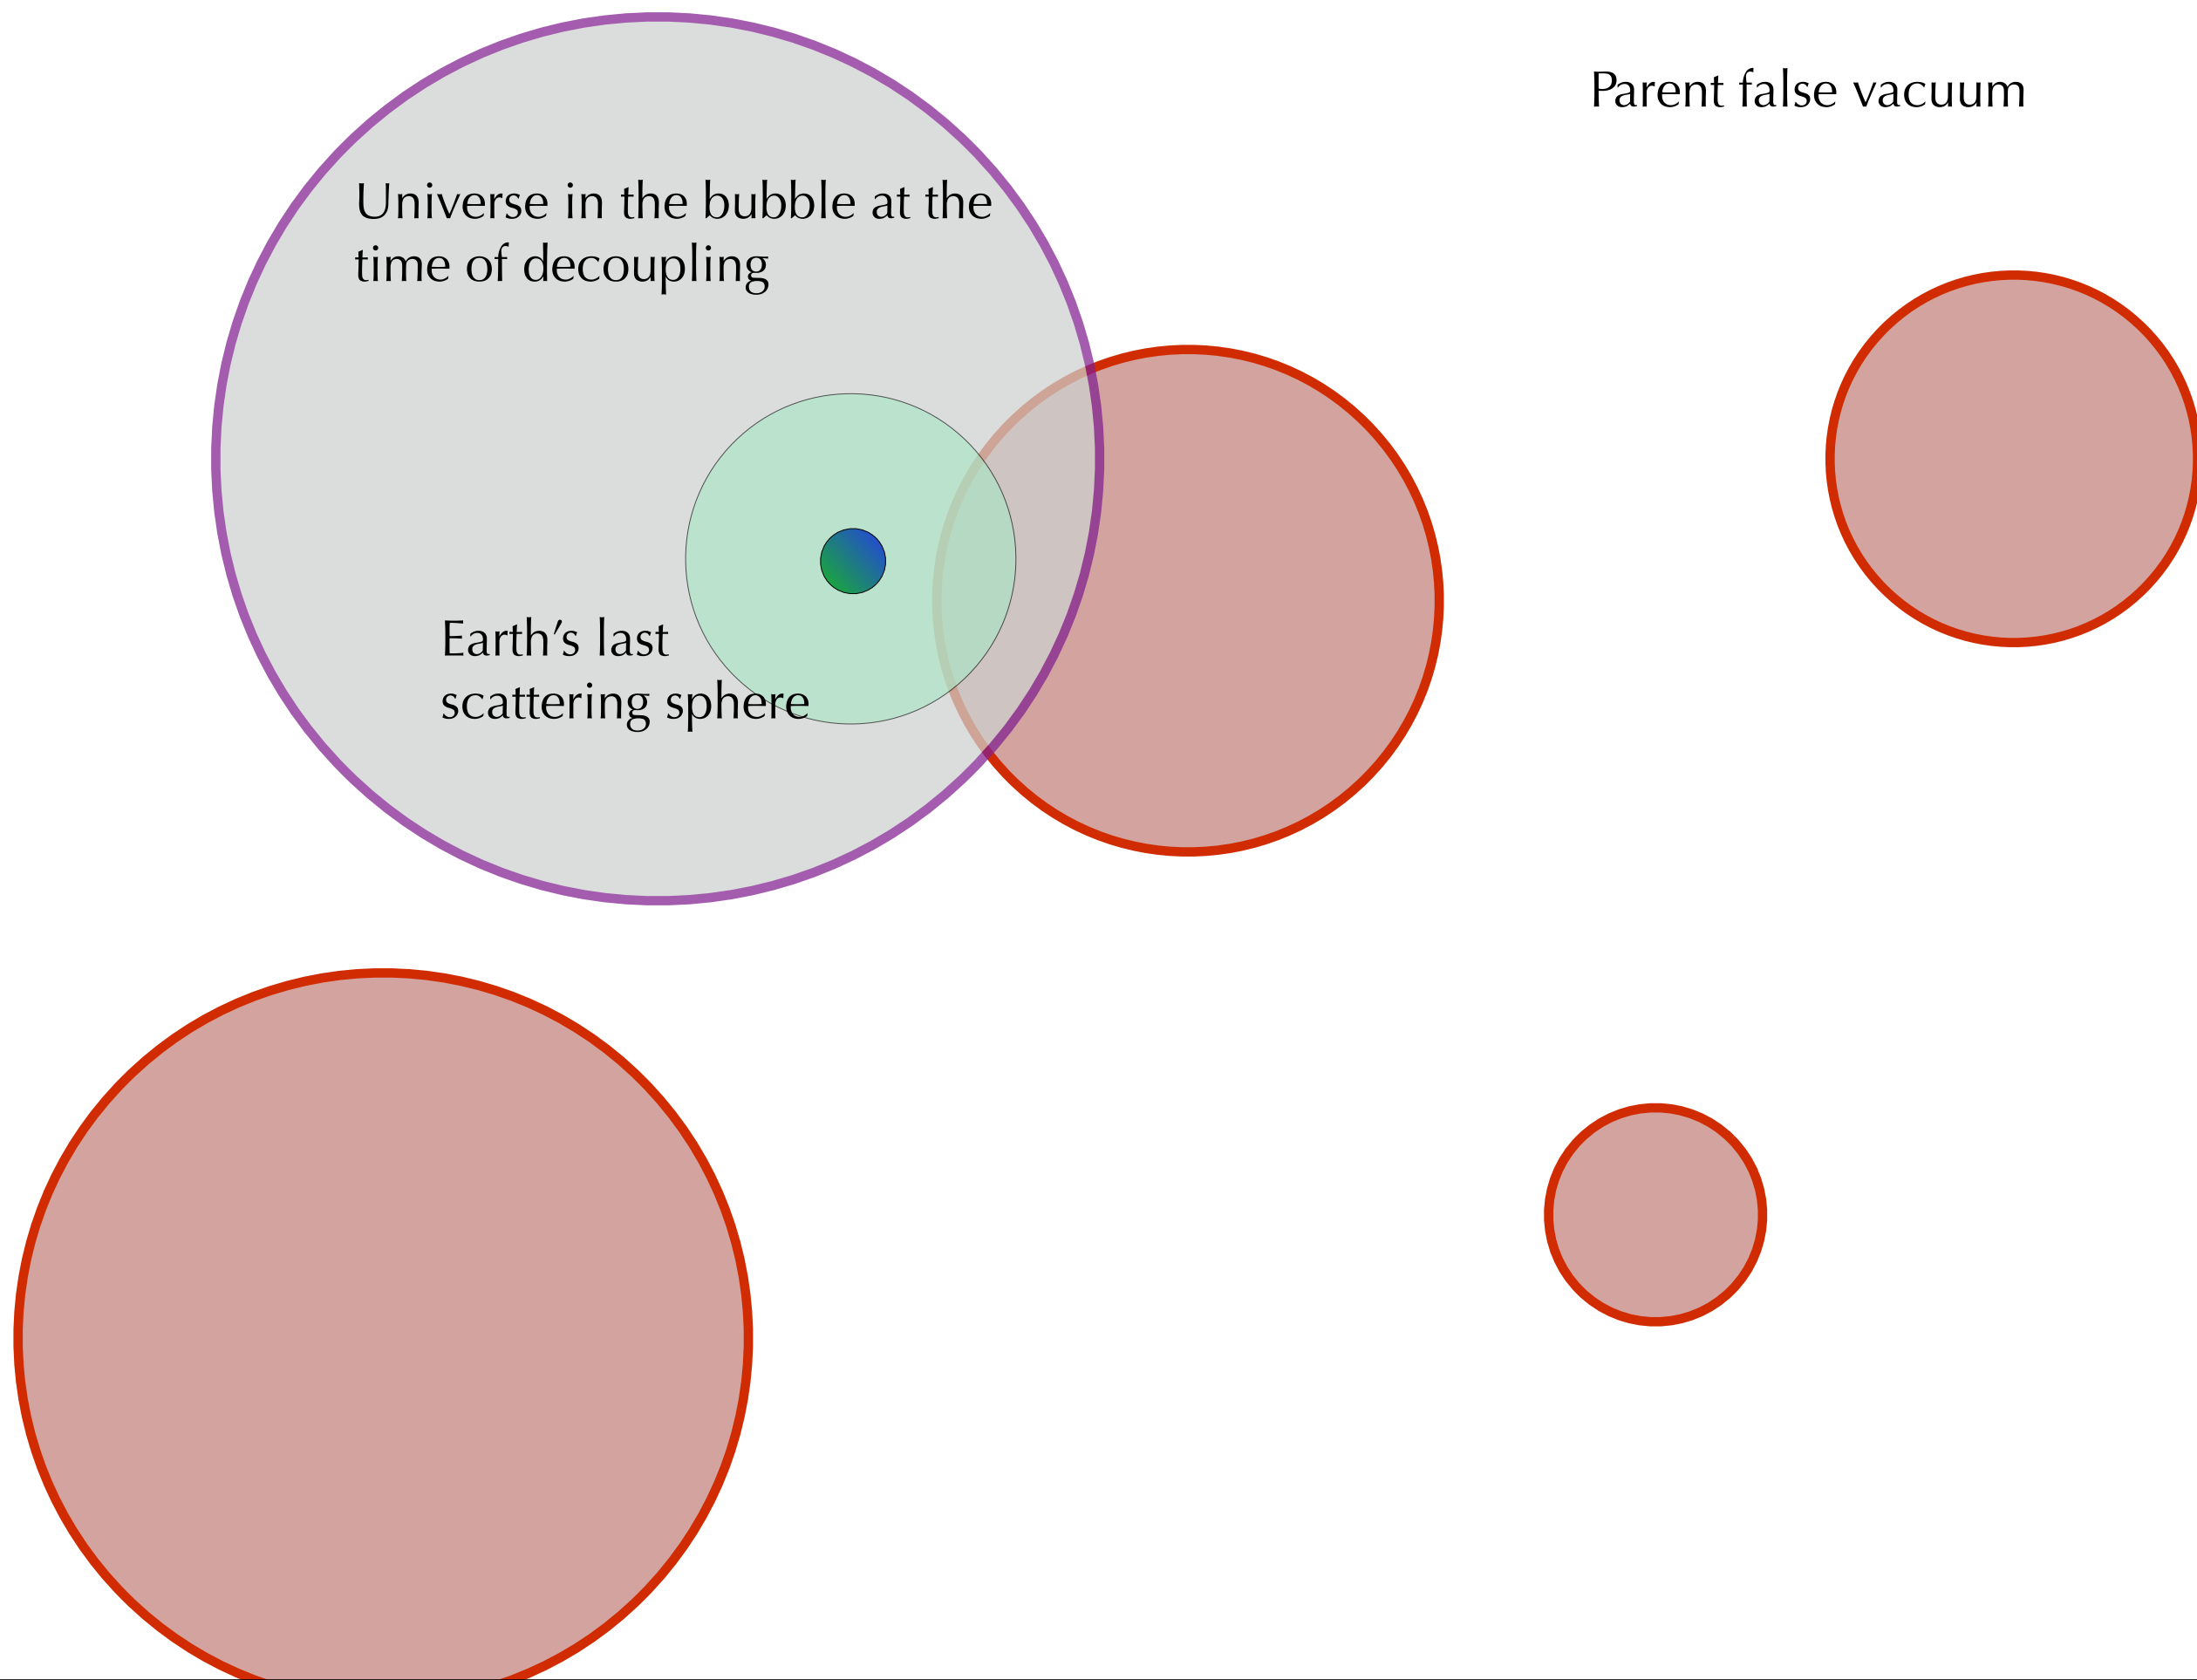 Parent false vacuum
Universe in the bubble at the
time of decoupling
Earth's last
scattering sphere